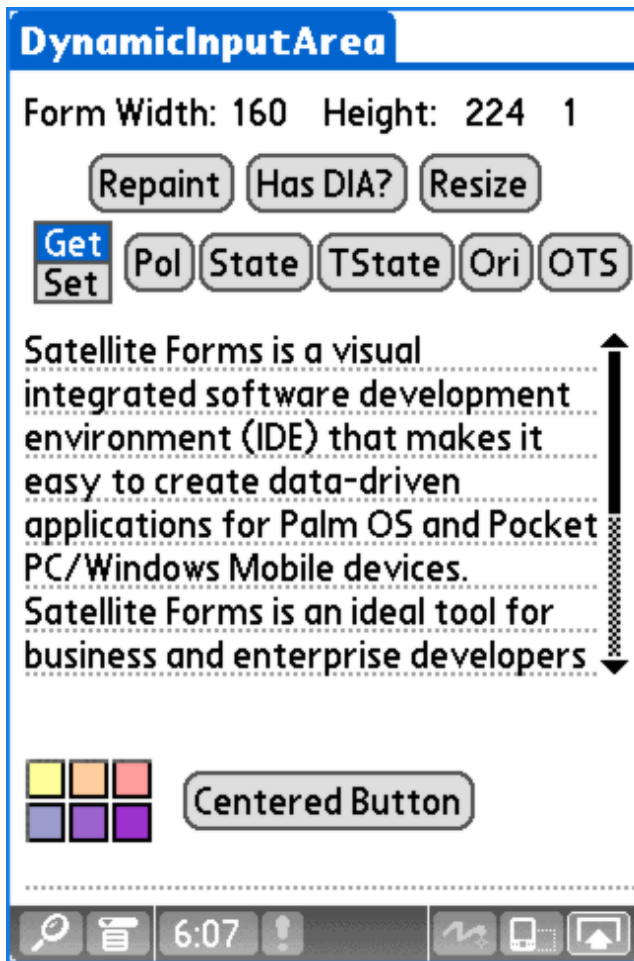 DynamicInputArea
Form Width: 160 Height: 224 1
Repaint Has DIA? Resize
Get
Set
Pol State TState Ori OTS
Satellite Forms is a visual
integrated software development
environment (IDE) that makes it
easy to create data-driven
applications for Palm OS and Pocket
PC/Windows Mobile devices.
Satellite Forms is an ideal tool for
business and enterprise developers
Centered Button
6:07